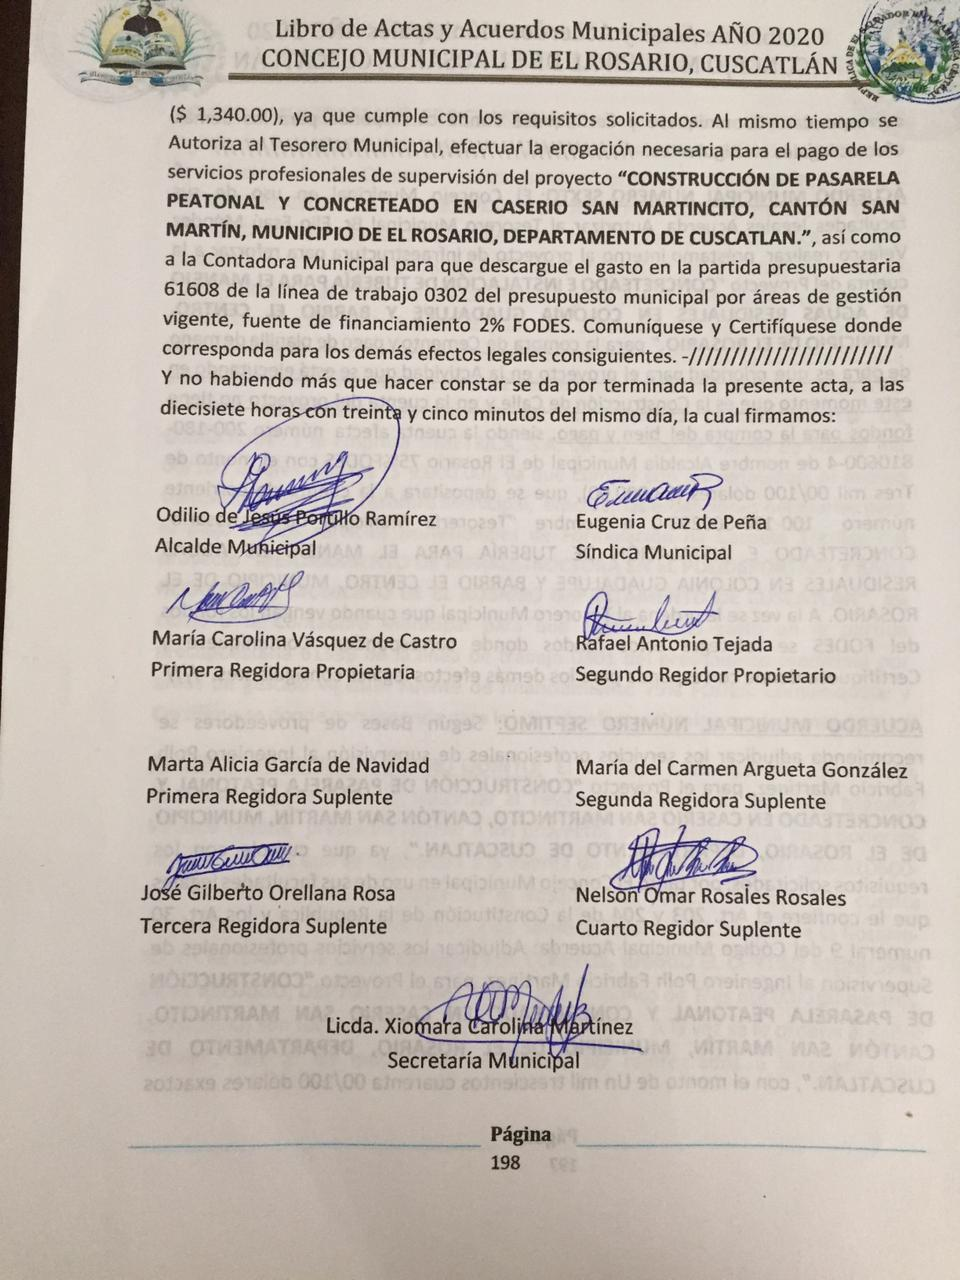 Libro de Actas y Acuerdos Municipales AÑO 2020
CONCEJO MUNICIPAL DE EL ROSARIO, CUSCATLÁN
($ 1,340.00), ya que cumple con los requisitos solicitados. Al mismo tiempo se
Autoriza al Tesorero Municipal, efectuar la erogación necesaria para el pago de los
servicios profesionales de supervisión del proyecto “CONSTRUCCIÓN DE PASARELA
PEATONAL Y CONCRETEADO EN CASERIO SAN MARTINCITO, CANTÓN SAN
MARTÍN, MUNICIPIO DE EL ROSARIO, DEPARTAMENTO DE CUSCATLAN.”, así como
a la Contadora Municipal para que descargue el gasto en la partida presupuestaria
61608 de la línea de trabajo 0302 del presupuesto municipal por áreas de gestión
vigente, fuente de financiamiento 2% FODES. Comuníquese y Certifíquese donde
corresponda para los demás efectos legales consiguientes. -////////////////////////
Y no habiendo más que hacer constar se da por terminada la presente acta, a las
diecisiete horas con treinta y cinco minutos del mismo día, la cual firmamos:
Odilio de Jesús Portillo Ramírez
Alcalde Municipal
Eugenia Cruz de Peña
Síndica Municipal
María Carolina Vásquez de Castro
Primera Regidora Propietaria
Rafael Antonio Tejada
Segundo Regidor Propietario
Marta Alicia García de Navidad
Primera Regidora Suplente
María del Carmen Argueta González
Segunda Regidora Suplente
José Gilberto Orellana Rosa
Tercera Regidora Suplente
Nelson Omar Rosales Rosales
Cuarto Regidor Suplente
Licda. Xiomara Carolina Martínez
Secretaría Municipal
Página
198